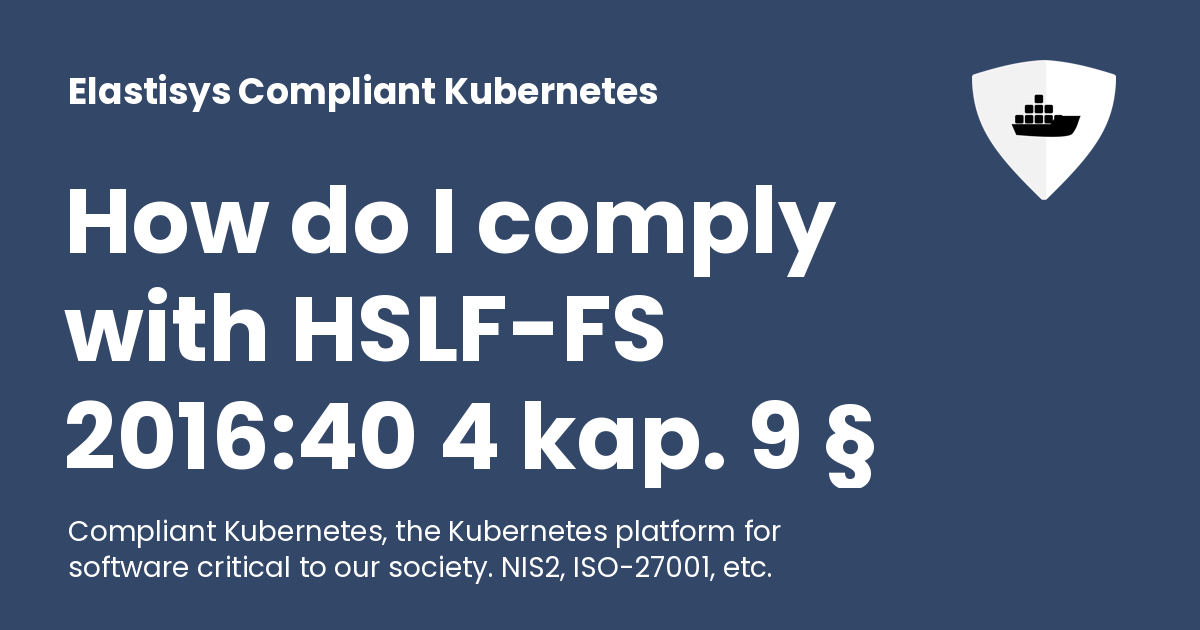 Elastisys Compliant Kubernetes
How do I comply
with HSLF-FS
2016:40 4 kap. 9 §
Compliant Kubernetes, the Kubernetes platform for
software critical to our society. NIS2, ISO-27001, etc.